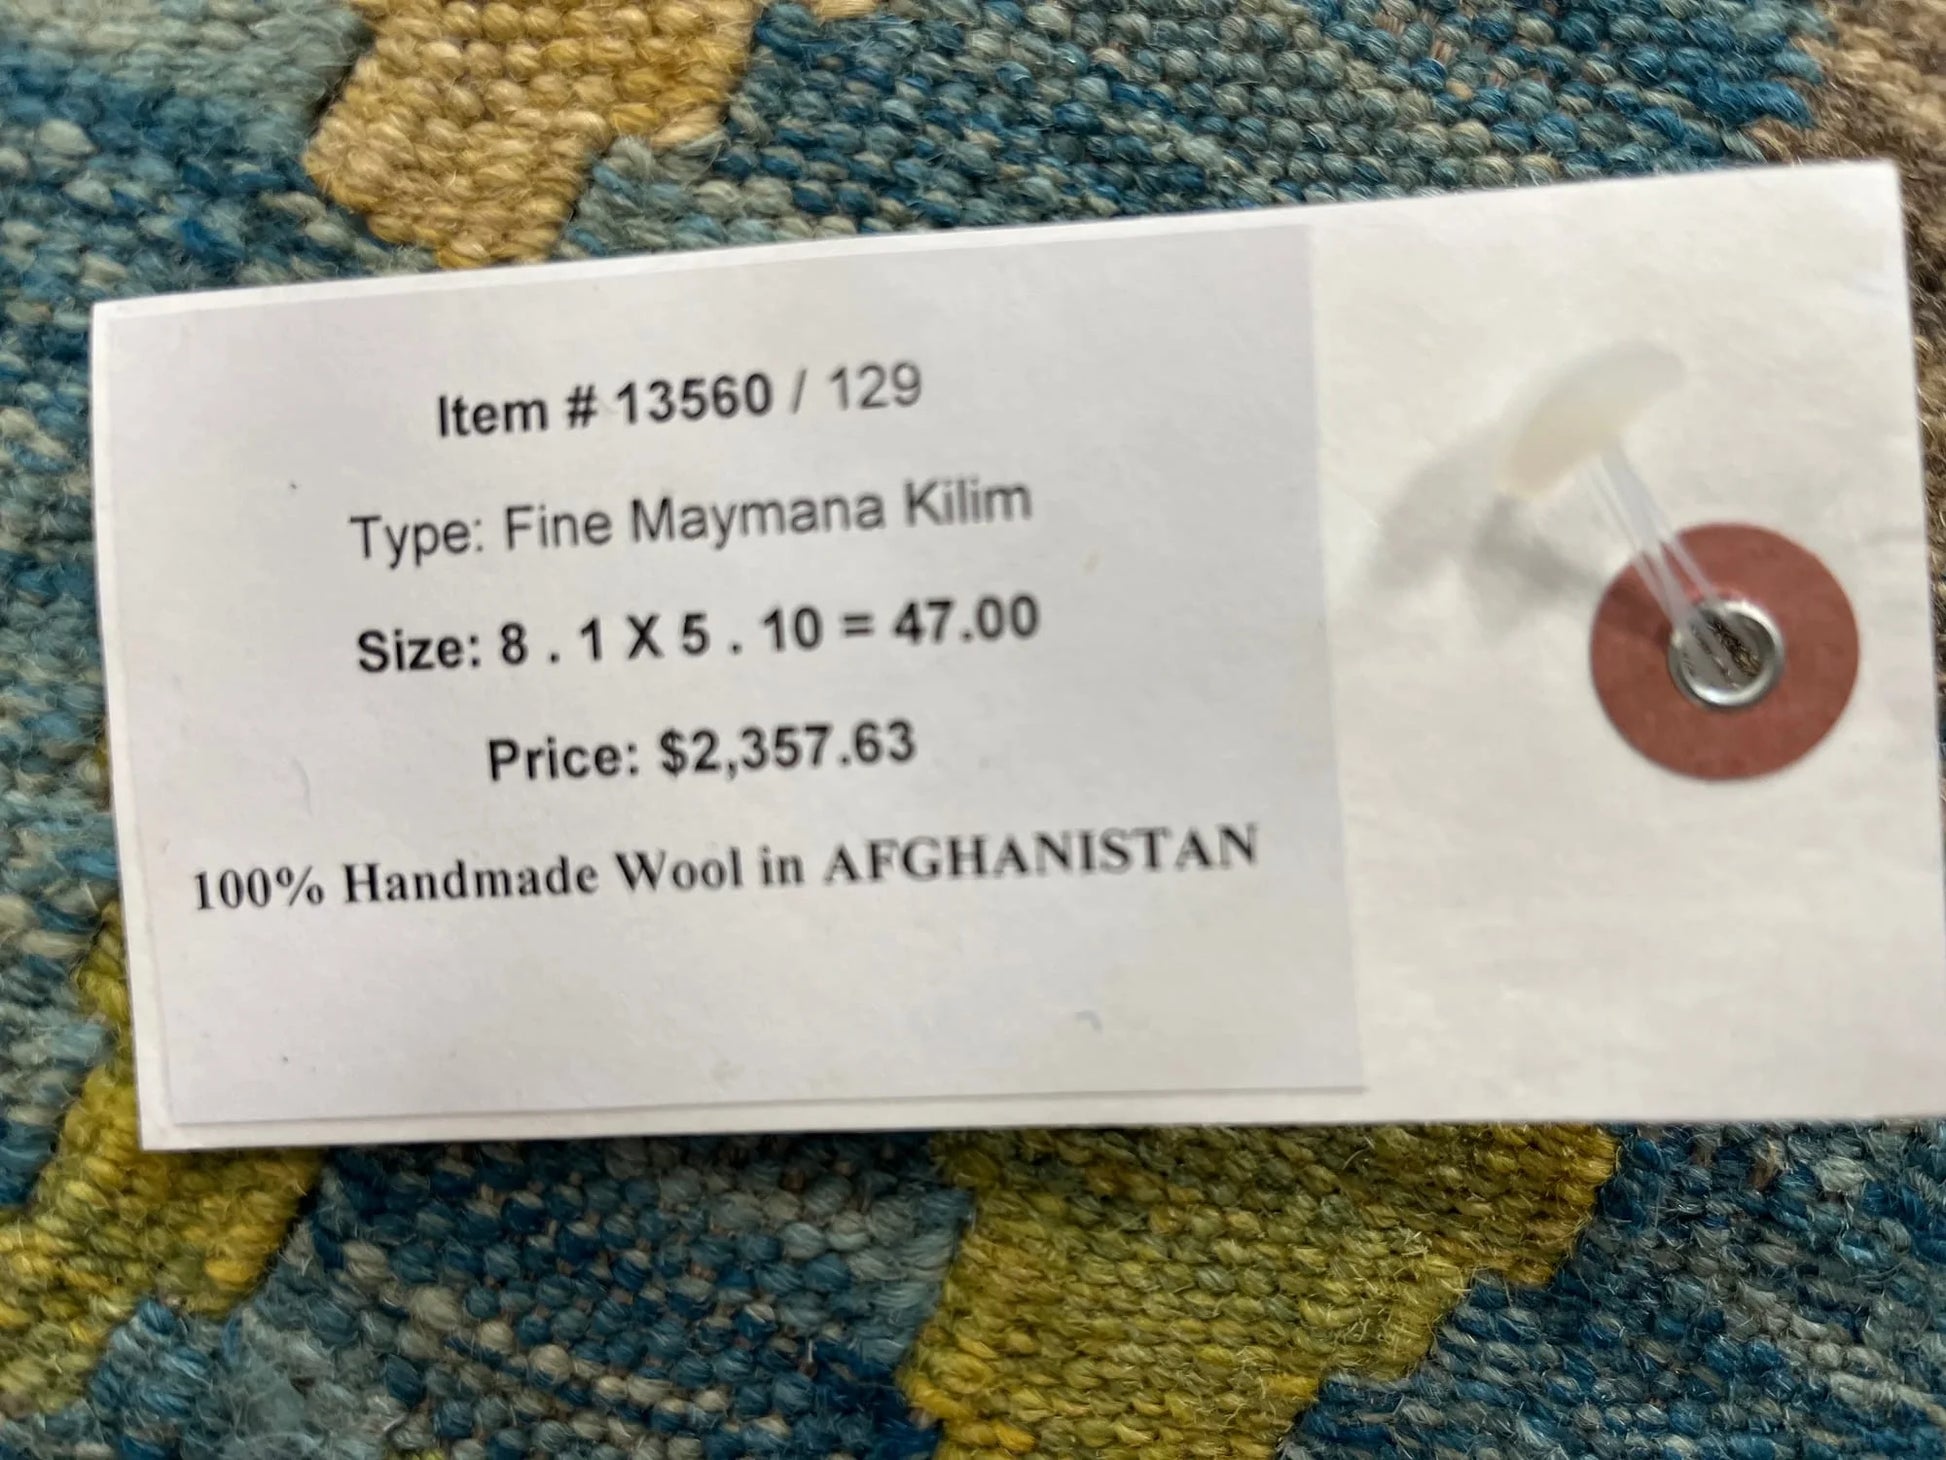 Item # 13560 / 129
Type: Fine Maymana Kilim
Size: 8 . 1 X 5 . 10 = 47.00
Price: $2,357.63
100% Handmade Wool in AFGHANISTAN